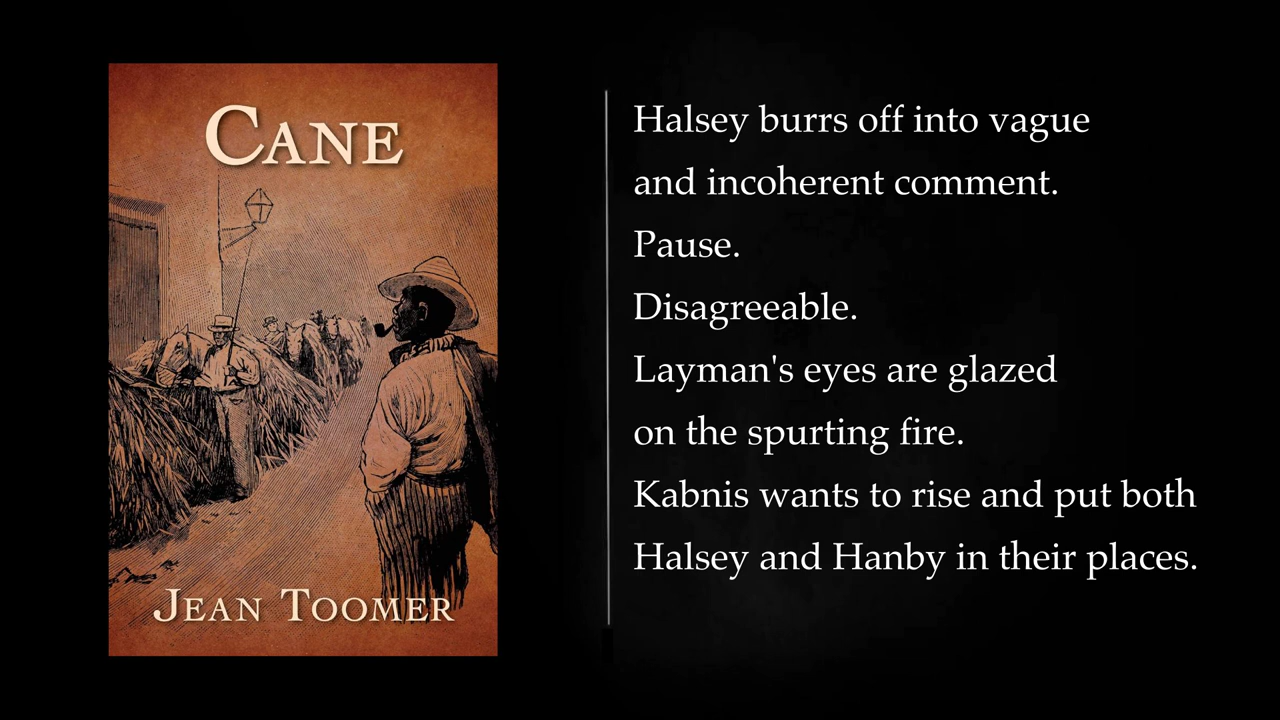 CANE
JEAN TOOMER
Halsey burrs off into vague
and incoherent comment.
Pause.
Disagreeable.
Layman's eyes are glazed
on the spurting fire.
Kabnis wants to rise and put both
Halsey and Hanby in their places.